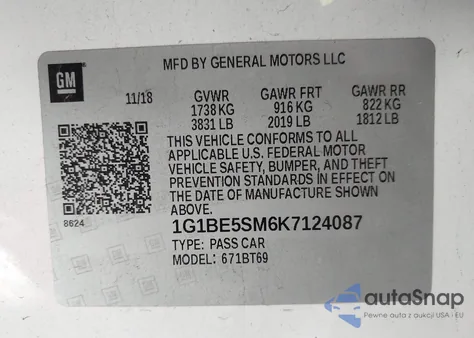 GM
MFD BY GENERAL MOTORS LLC
11/18 GVWR GAWR FRT GAWR RR
1738 KG 916 KG 822 KG
3831 LB 2019 LB 1812 LB
THIS VEHICLE CONFORMS TO ALL
APPLICABLE U.S. FEDERAL MOTOR
VEHICLE SAFETY, BUMPER, AND THEFT
PREVENTION STANDARDS IN EFFECT ON
THE DATE OF MANUFACTURE SHOWN
ABOVE.
8624
1G1BE5SM6K7124087
TYPE: PASS CAR
MODEL: 671BT69
autaSnap
Pewne auta z aukcji USA i EU